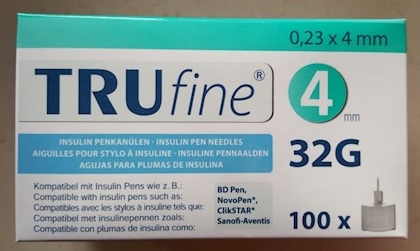 0,23 x 4 mm
TRUfine®
4
mm
INSULIN PENKANÜLEN · INSULIN PEN NEEDLES
AIGUILLES POUR STYLO À INSULINE · INSULINE PENNAALDEN
AGUJAS PARA PLUMAS DE INSULINA
32G
Kompatibel mit Insulin Pens wie z. B.:
Compatible with insulin pens such as:
Compatibles avec les stylos à insuline tels que:
Compatibel met insulinepennen zoals:
Compatible con plumas de insulina como:
BD Pen,
NovoPen®,
ClikSTAR®
Sanofi-Aventis
100 x